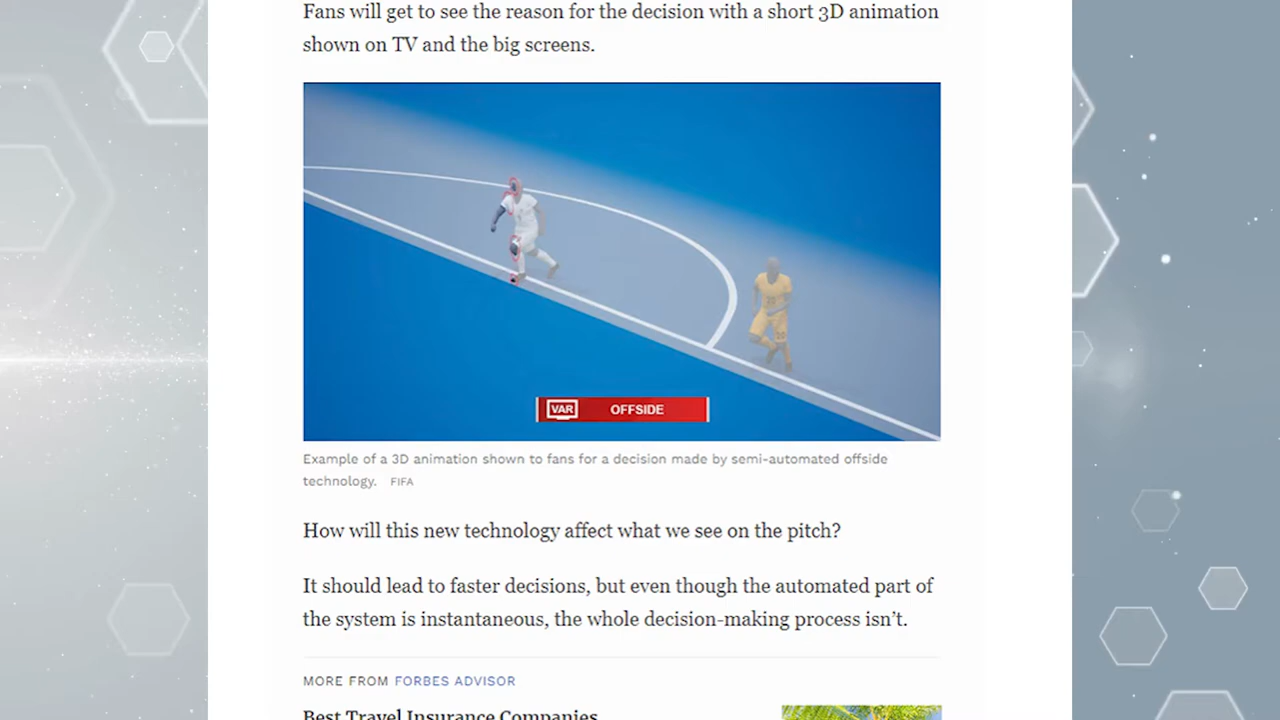 Fans will get to see the reason for the decision with a short 3D animation
shown on TV and the big screens.
20
20
VAR OFFSIDE
Example of a 3D animation shown to fans for a decision made by semi-automated offside
technology. FIFA
How will this new technology affect what we see on the pitch?
It should lead to faster decisions, but even though the automated part of
the system is instantaneous, the whole decision-making process isn't.
MORE FROM FORBES ADVISOR
Best Travel Insurance Companies